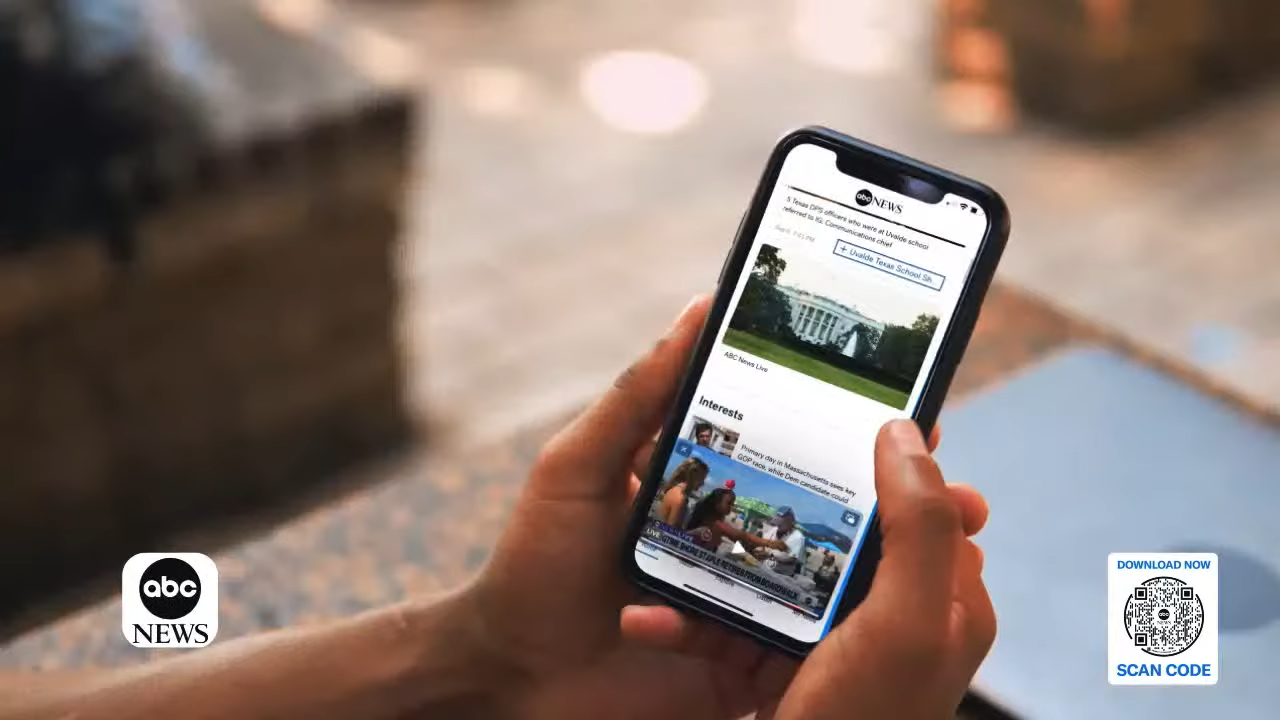 abc NEWS
5 Texas DPS officers who were at Uvalde school
referred to IG: Communications chief
+ Uvalde Texas School Sh...
ABC News Live
Interests
Primary day in Massachusetts sees key
GOP race, while Dem candidate could
LIVE
abc
NEWS
DOWNLOAD NOW
SCAN CODE